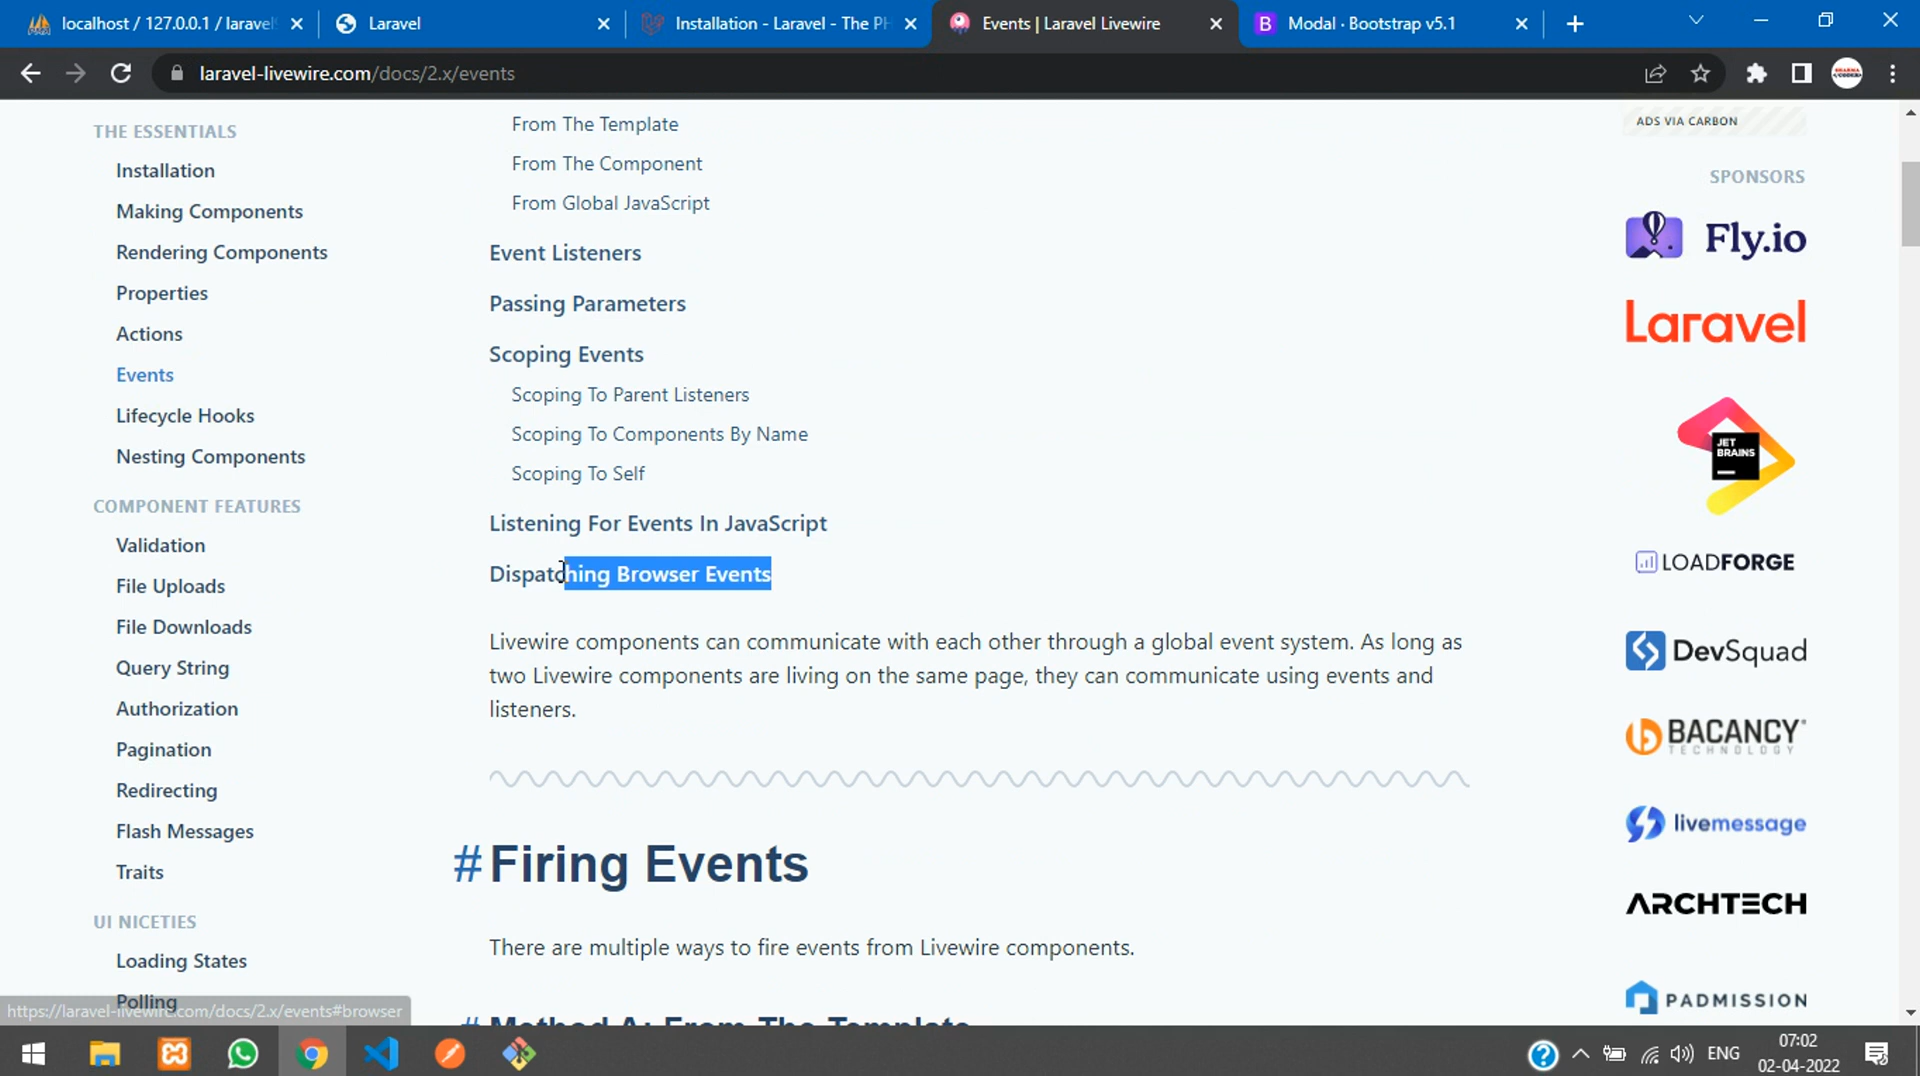 localhost / 127.0.0.1 / laravel
Laravel
Installation - Laravel - The PH
Events | Laravel Livewire
Modal · Bootstrap v5.1
laravel-livewire.com/docs/2.x/events
THE ESSENTIALS
Installation
Making Components
Rendering Components
Properties
Actions
Events
Lifecycle Hooks
Nesting Components
COMPONENT FEATURES
Validation
File Uploads
File Downloads
Query String
Authorization
Pagination
Redirecting
Flash Messages
Traits
UI NICETIES
Loading States
Polling
https://laravel-livewire.com/docs/2.x/events#browser
From The Template
From The Component
From Global JavaScript
Event Listeners
Passing Parameters
Scoping Events
Scoping To Parent Listeners
Scoping To Components By Name
Scoping To Self
Listening For Events In JavaScript
Dispatching Browser Events
Livewire components can communicate with each other through a global event system. As long as
two Livewire components are living on the same page, they can communicate using events and
listeners.
# Firing Events
There are multiple ways to fire events from Livewire components.
# Method A: From The Template
ADS VIA CARBON
SPONSORS
Fly.io
Laravel
JET
BRAINS
LOADFORGE
DevSquad
BACANCY
TECHNOLOGY
livemessage
ARCHTECH
PADMISSION
ENG
07:02
02-04-2022